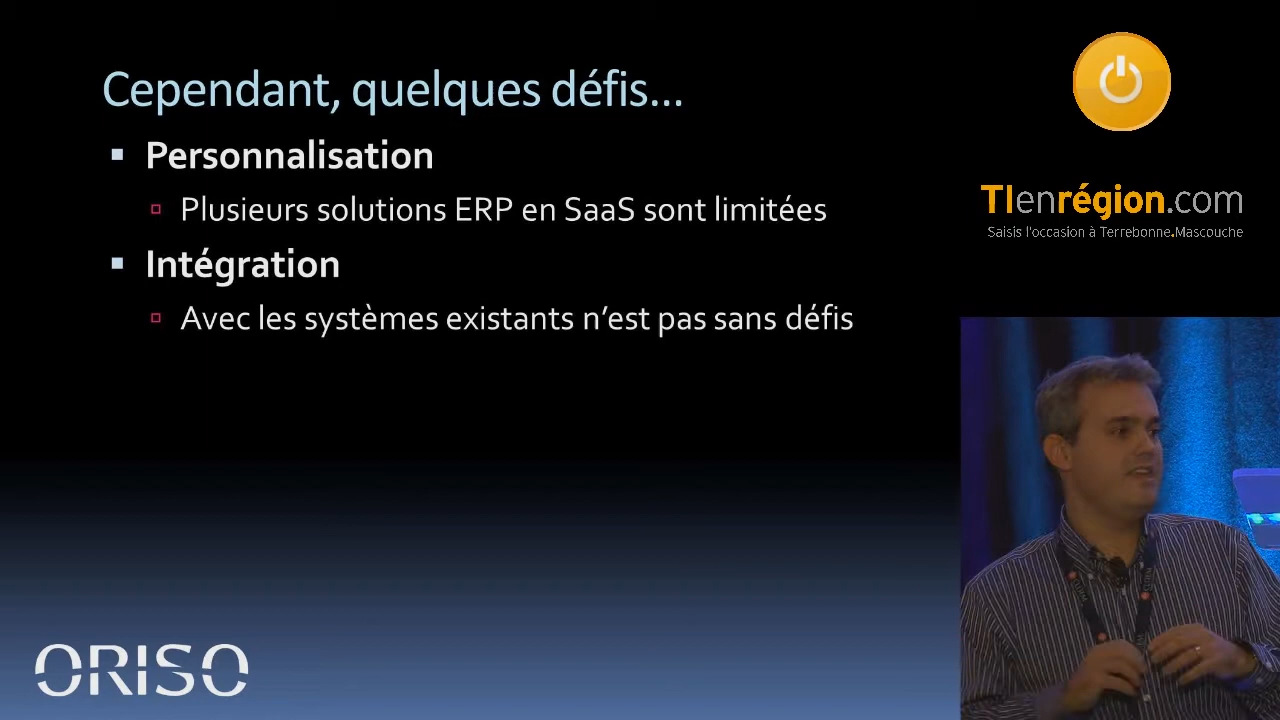 Cependant, quelques défis...
Personnalisation
Plusieurs solutions ERP en SaaS sont limitées
Intégration
Avec les systèmes existants n’est pas sans défis
TIenrégion.com
Saisis l'occasion à Terrebonne.Mascouche
ORISO